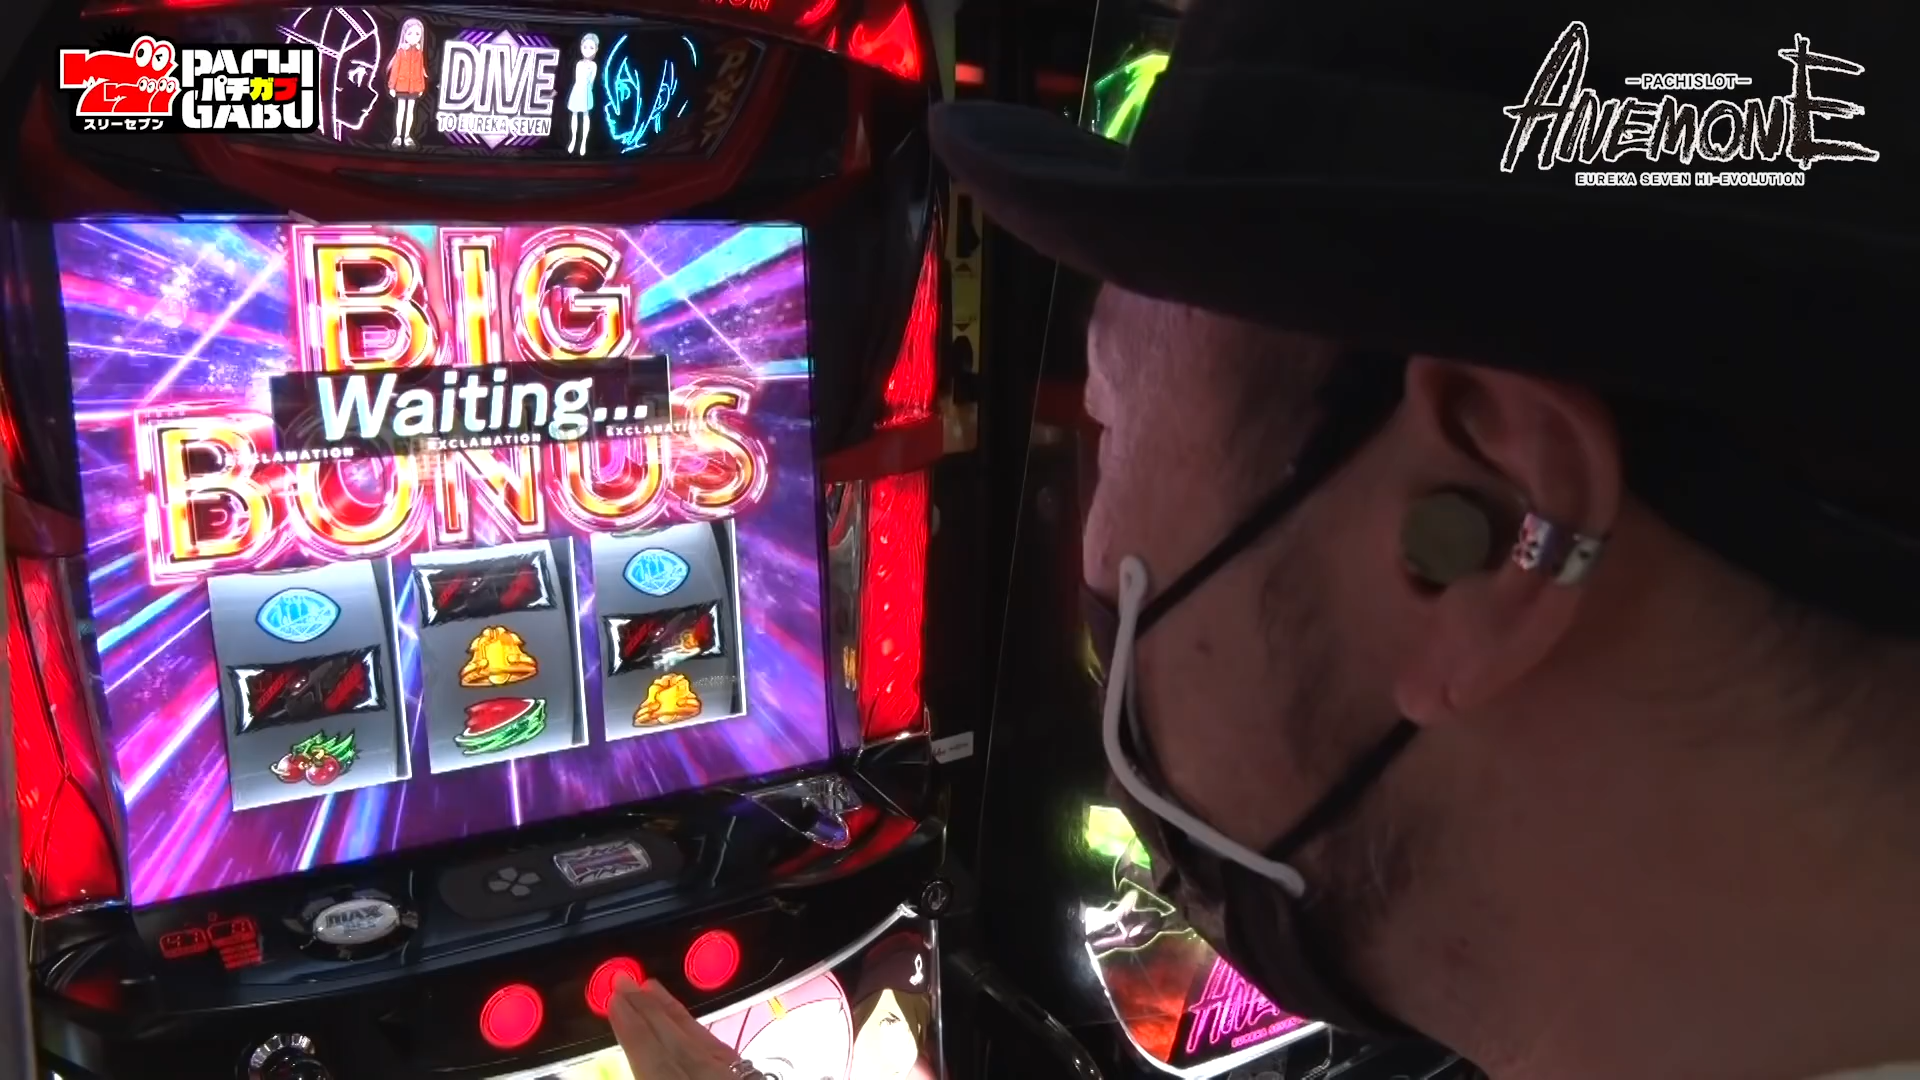 PACHI
パチガブ
GABU
スリーセブン
DIVE
TO EUREKA SEVEN
—PACHISLOT—
ANEMONE
EUREKA SEVEN HI-EVOLUTION
BIG
Waiting...
EXCLAMATION
EXCLAMATION
EXCLAMATION
BONUS
MAX